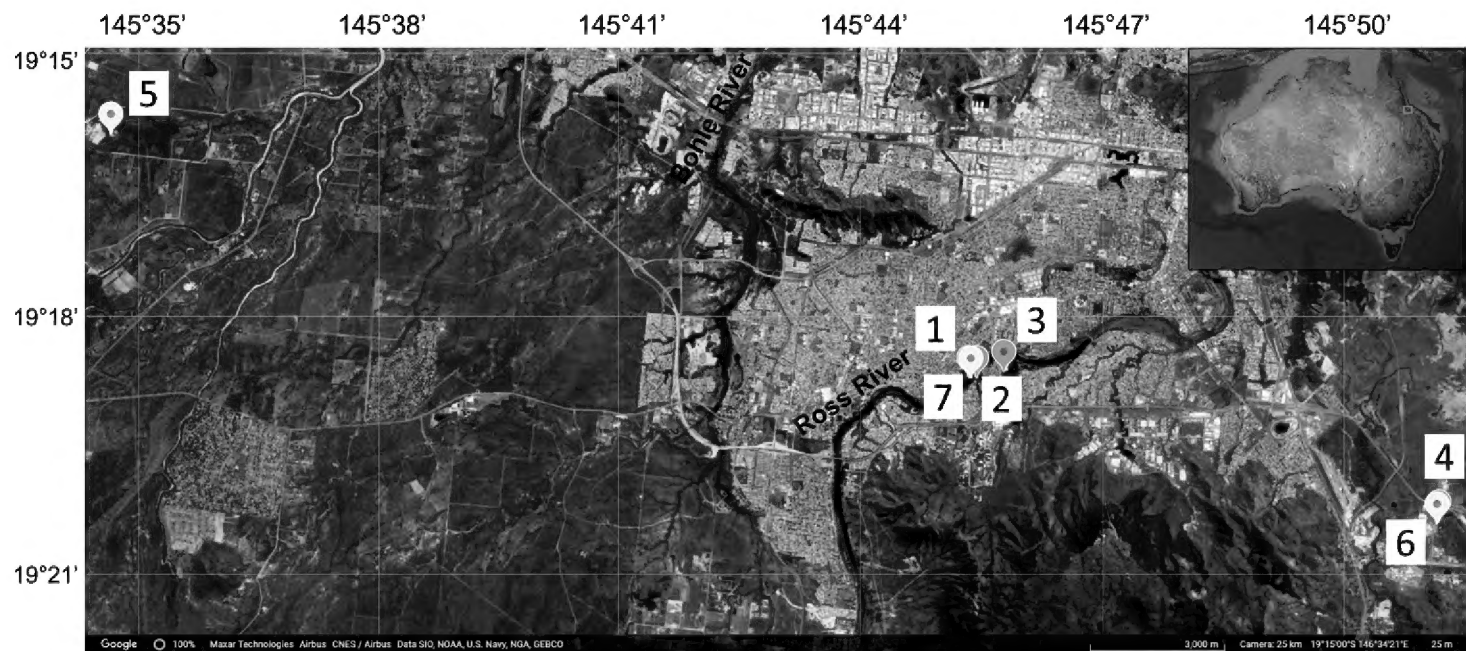 145°35’ 145°38’ 145°41’ 145°44’ 145°47’ 145°50’
19°15’
5
Bohle River
19°18’
1 3
Ross River
7 2
4
6
19°21’
Google 100% Maxar Technologies Airbus CNES / Airbus Data SIO, NOAA, U.S. Navy, NGA, GEBCO 3,000 m Camera: 25 km 19°15'00"S 146°34'21"E 25 m